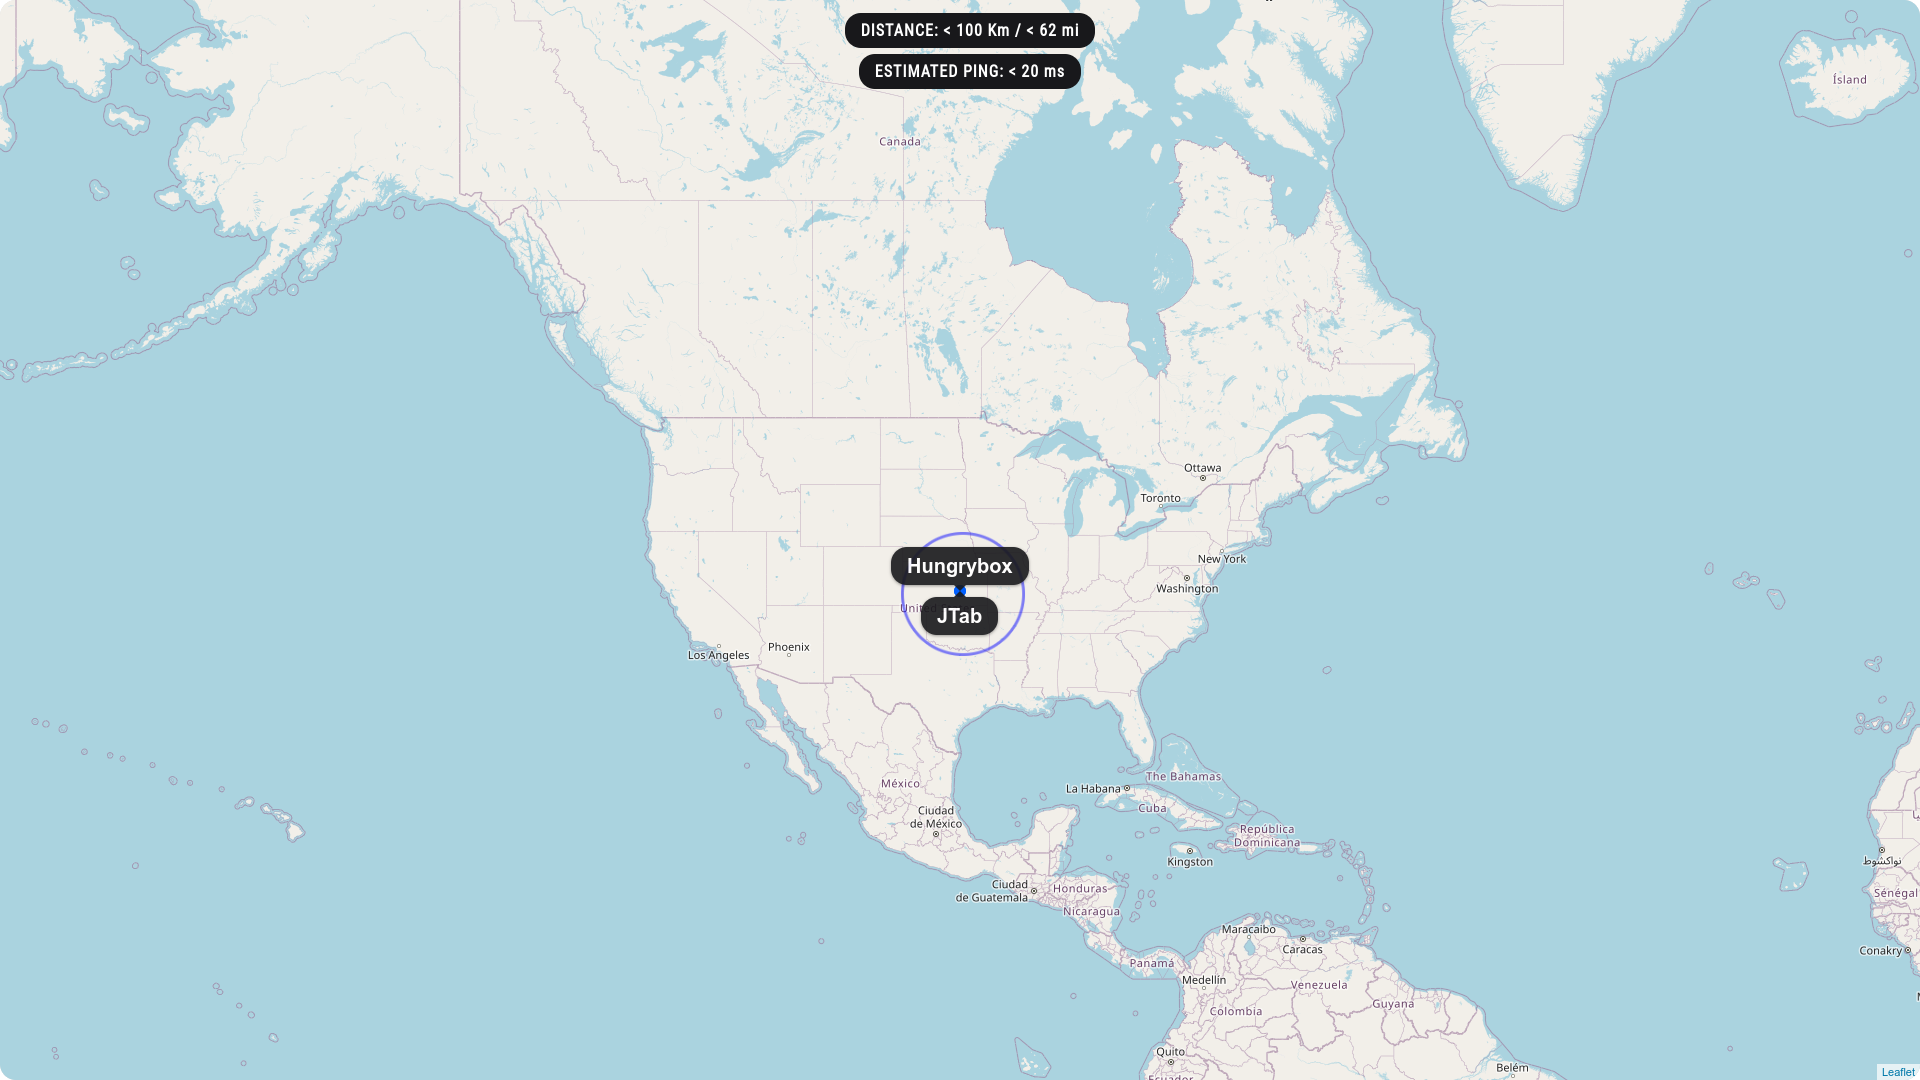 DISTANCE: < 100 Km / < 62 mi
ESTIMATED PING: < 20 ms
Ísland
Canada
Ottawa
Toronto
New York
Washington
Hungrybox
United
JTab
Phoenix
Los Angeles
The Bahamas
México
La Habana
Cuba
Ciudad
de México
República
Dominicana
Kingston
نواكشوط
Ciudad
de Guatemala
Honduras
Sénégal
Nicaragua
Maracaibo
Caracas
Conakry
Panamá
Medellín
Venezuela
Guyana
Colombia
Quito
Belém
Ecuador
Leaflet